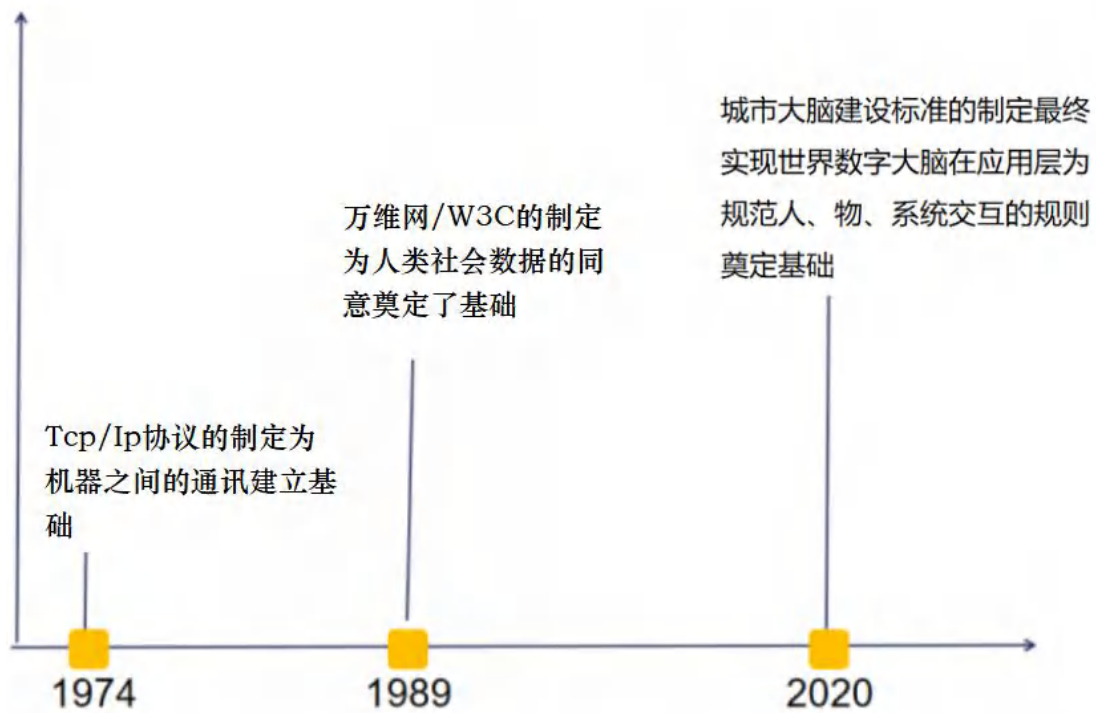 城市大脑建设标准的制定最终
实现世界数字大脑在应用层为
规范人、物、系统交互的规则
奠定基础
万维网/W3C的制定
为人类社会数据的同
意奠定了基础
Tcp/Ip协议的制定为
机器之间的通讯建立基
础
1974
1989
2020